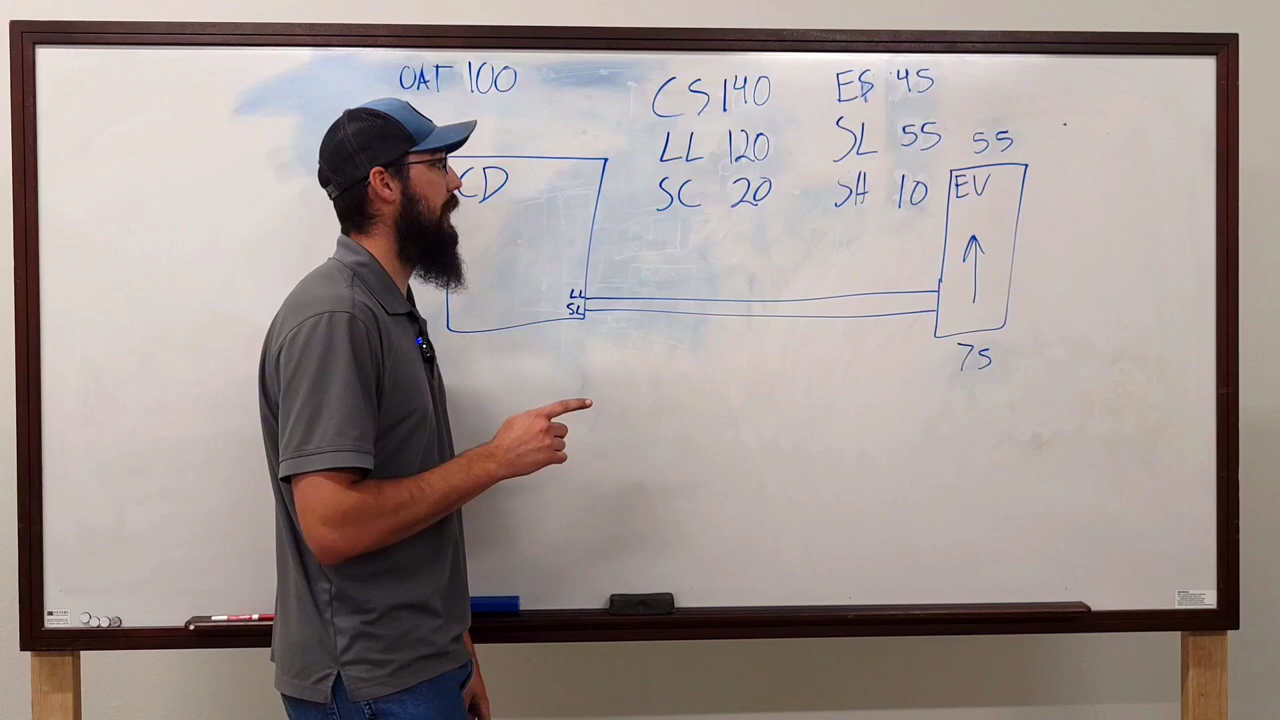 OAT 100
CS 140
LL 120
SC 20
ES 45
SL 55
SH 10
55
CD
EV
LL
SL
75